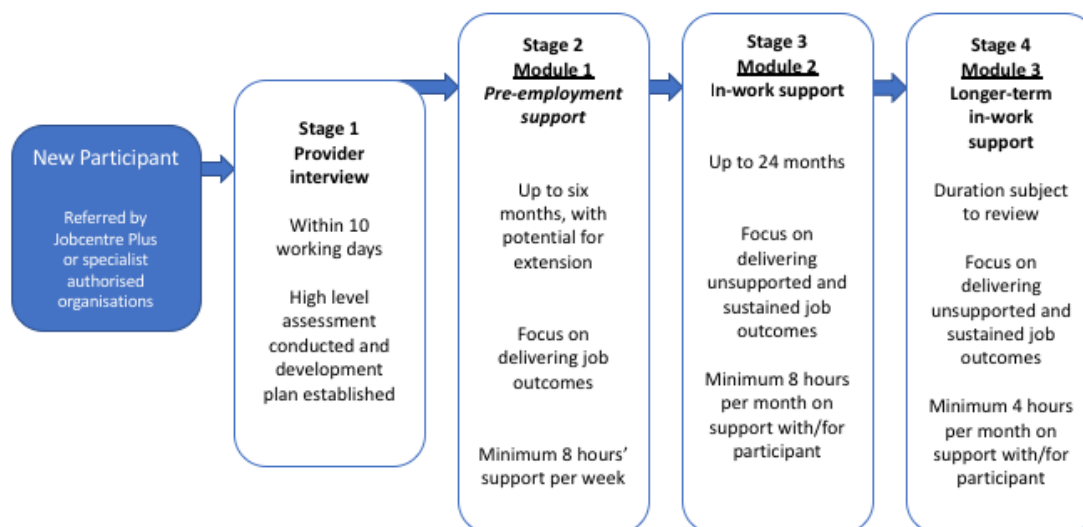 New Participant
Referred by
Jobcentre Plus
or specialist
authorised
organisations
Stage 1
Provider
interview
Within 10
working days
High level
assessment
conducted and
development
plan established
Stage 2
Module 1
Pre-employment
support
Up to six
months, with
potential for
extension
Focus on
delivering job
outcomes
Minimum 8 hours'
support per week
Stage 3
Module 2
In-work support
Up to 24 months
Focus on
delivering
unsupported and
sustained job
outcomes
Minimum 8 hours
per month on
support with/for
participant
Stage 4
Module 3
Longer-term
in-work
support
Duration subject
to review
Focus on
delivering
unsupported and
sustained job
outcomes
Minimum 4 hours
per month on
support with/for
participant